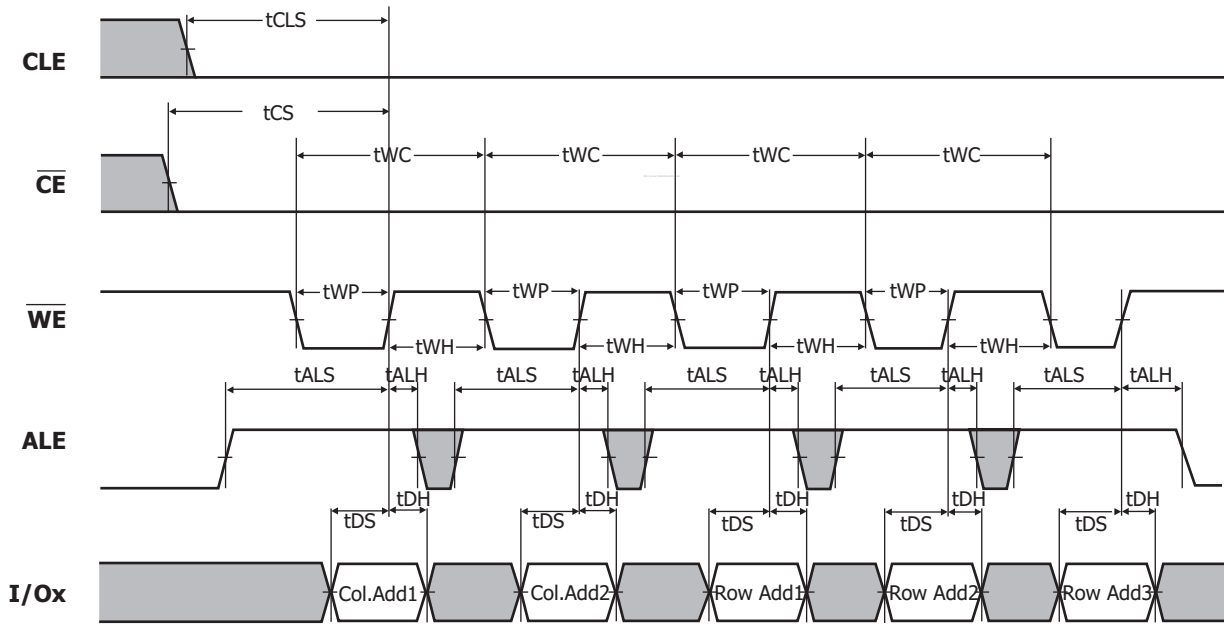 tCLS
CLE
tCS
tWC tWC tWC tWC
CE
tWP tWP tWP tWP
WE
tWH tWH tWH tWH
tALS tALH tALS tALH tALS tALH tALS tALH tALS tALH
ALE
tDH tDH tDH tDH tDH
tDS tDS tDS tDS tDS
I/Ox Col.Add1 Col.Add2 Row Add1 Row Add2 Row Add3